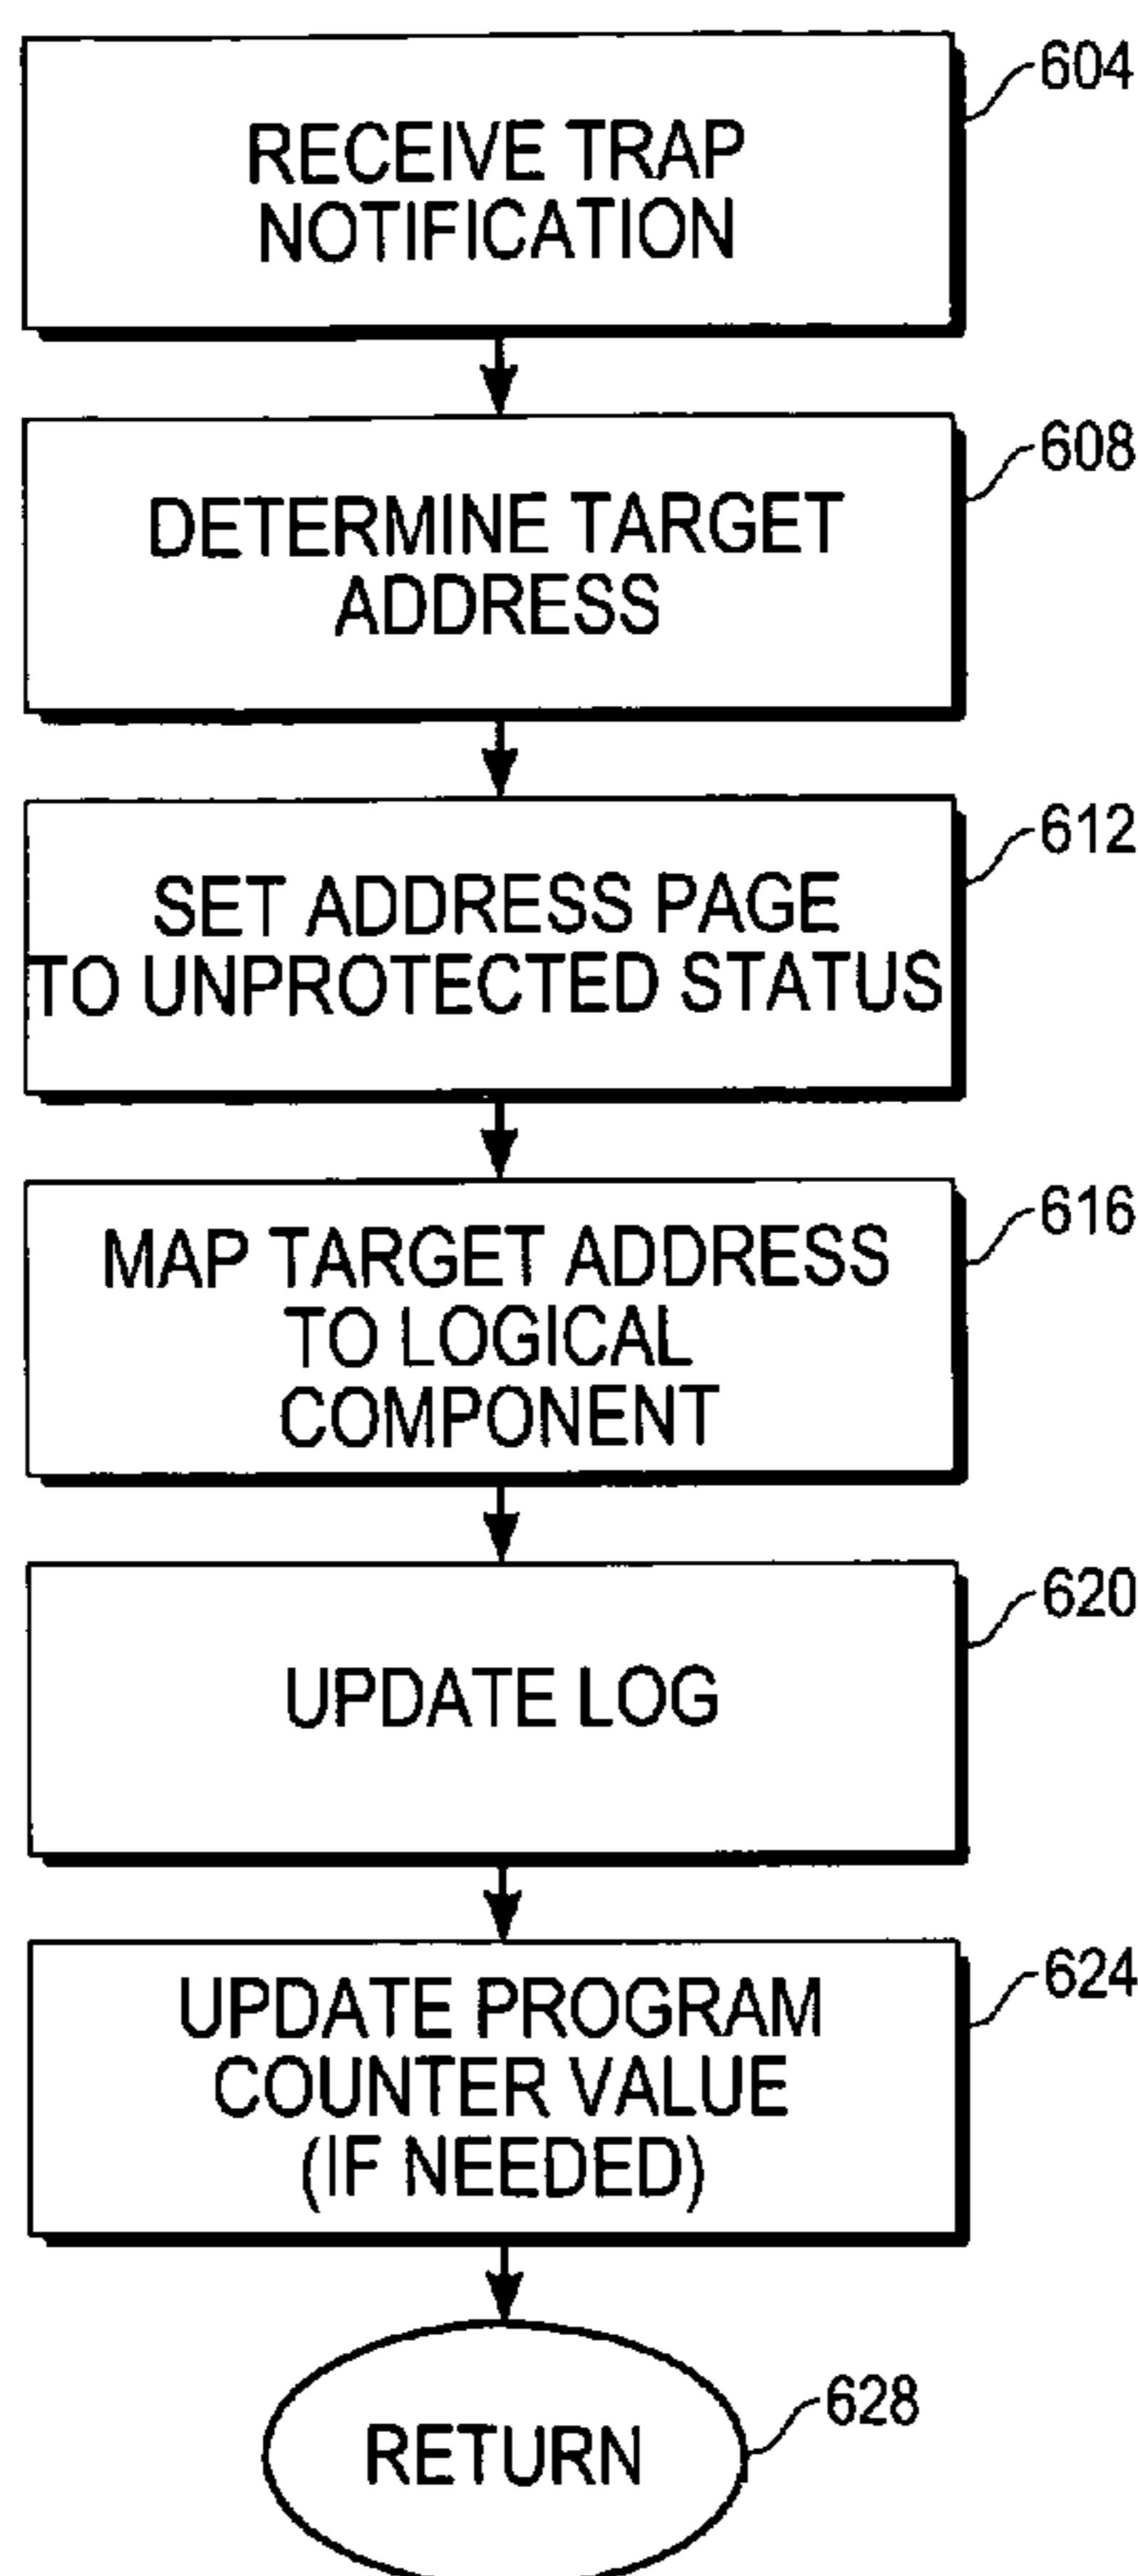 604
RECEIVE TRAP
NOTIFICATION
608
DETERMINE TARGET
ADDRESS
612
SET ADDRESS PAGE
TO UNPROTECTED STATUS
616
MAP TARGET ADDRESS
TO LOGICAL
COMPONENT
620
UPDATE LOG
624
UPDATE PROGRAM
COUNTER VALUE
(IF NEEDED)
628
RETURN